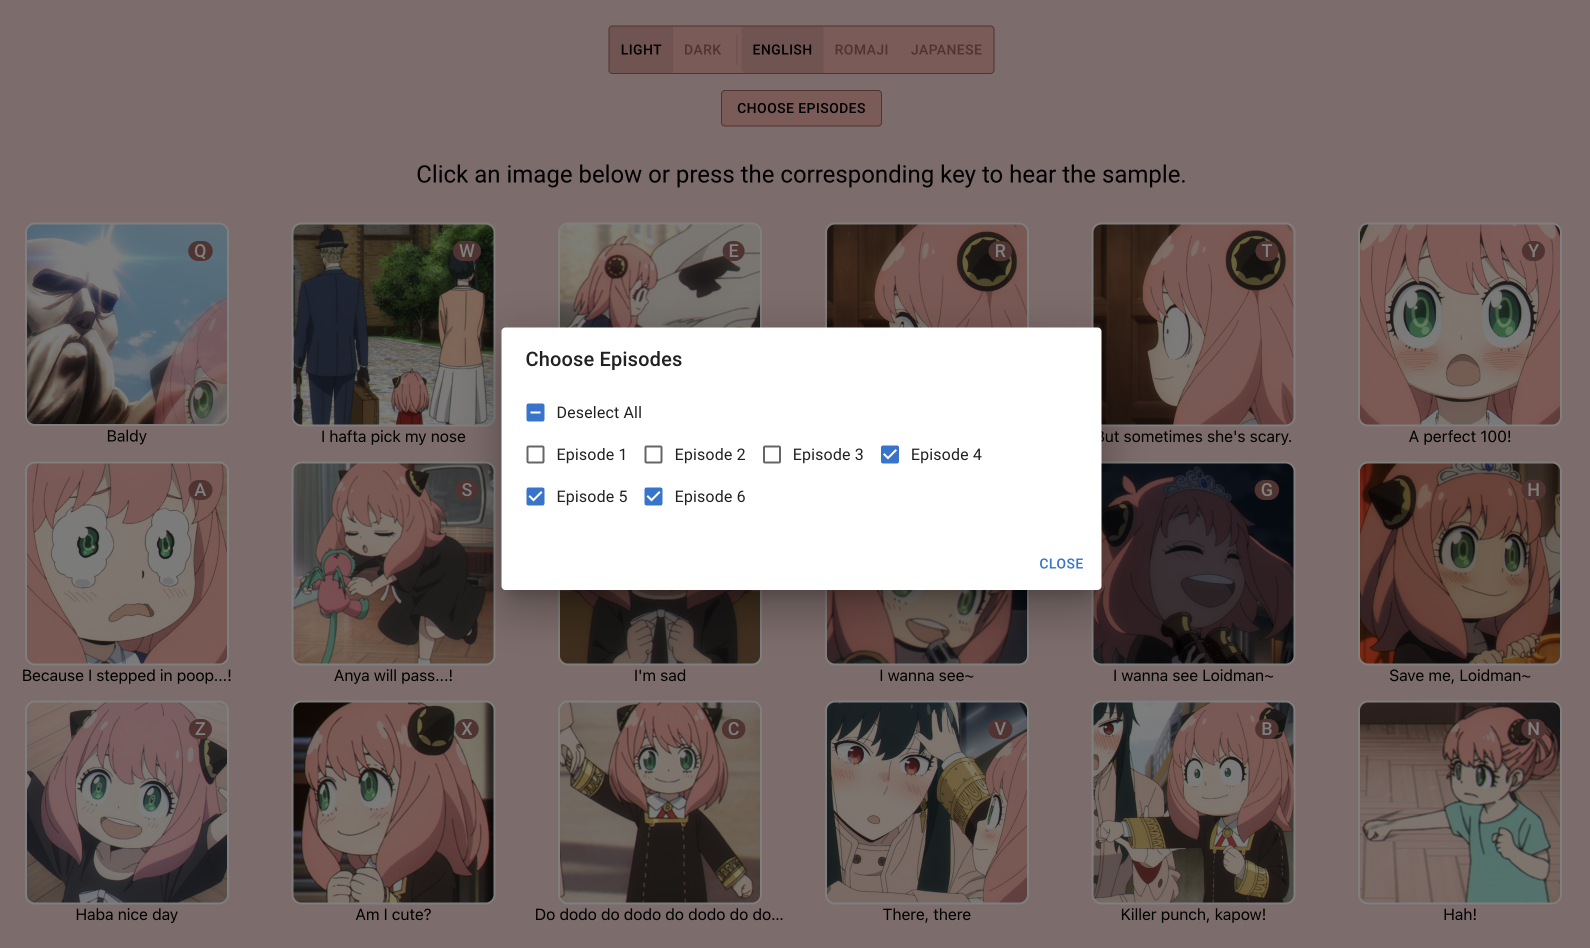 LIGHT DARK ENGLISH ROMAJI JAPANESE
CHOOSE EPISODES
Click an image below or press the corresponding key to hear the sample.
Q W E R T Y
Baldy
I hafta pick my nose
But sometimes she's scary.
A perfect 100!
Choose Episodes
Deselect All
Episode 1 Episode 2 Episode 3 Episode 4
Episode 5 Episode 6
CLOSE
A S G H
Because I stepped in poop...!
Anya will pass...!
I'm sad
I wanna see~
I wanna see Loidman~
Save me, Loidman~
Z X C V B N
Haba nice day
Am I cute?
Do dodo do dodo do dodo do do...
There, there
Killer punch, kapow!
Hah!